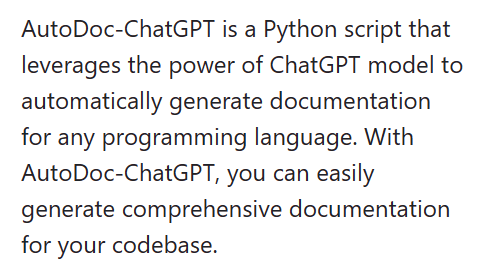 AutoDoc-ChatGPT is a Python script that
leverages the power of ChatGPT model to
automatically generate documentation
for any programming language. With
AutoDoc-ChatGPT, you can easily
generate comprehensive documentation
for your codebase.